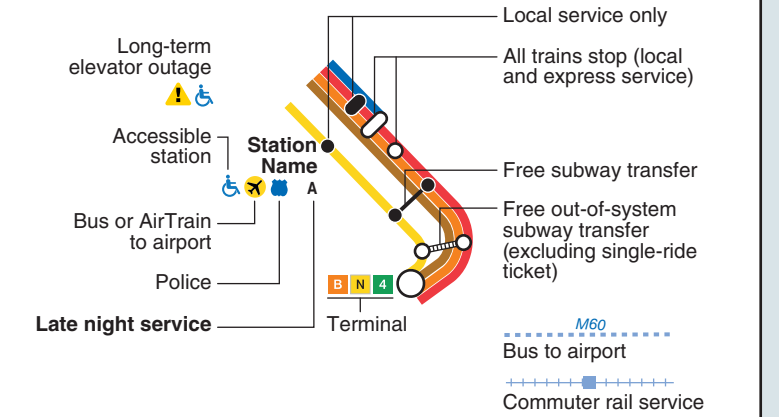 Local service only
Long-term
elevator outage
All trains stop (local
and express service)
Accessible
station
Station
Name
A
Free subway transfer
Bus or AirTrain
to airport
Free out-of-system
subway transfer
(excluding single-ride
ticket)
Police
B N 4
Late night service
Terminal
M60
Bus to airport
Commuter rail service